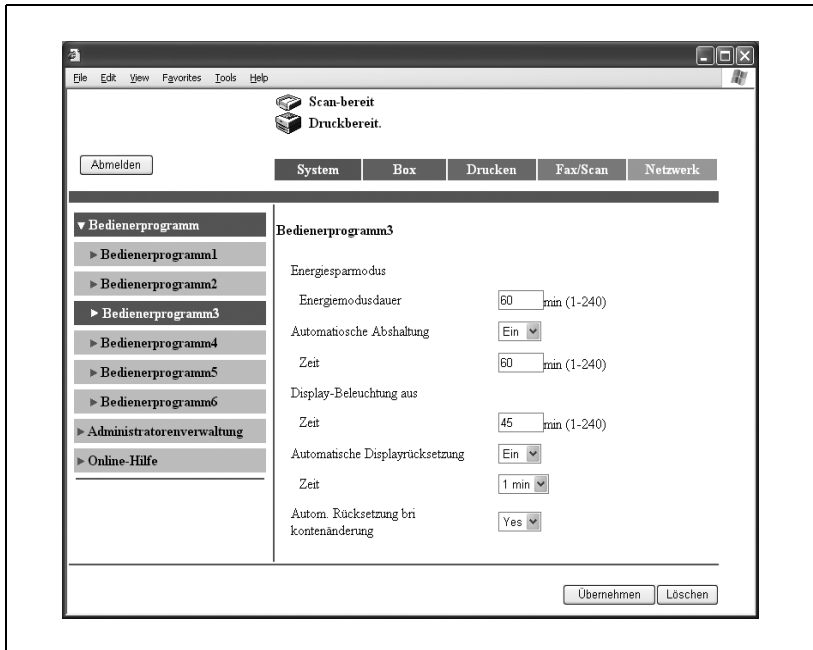 File Edit View Favorites Tools Help
Scan-bereit
Druckbereit.
Abmelden
System Box Drucken Fax/Scan Netzwerk
Bedienerprogramm
Bedienerprogramm1
Bedienerprogramm2
Bedienerprogramm3
Bedienerprogramm4
Bedienerprogramm5
Bedienerprogramm6
Administratorenverwaltung
Online-Hilfe
Bedienerprogramm3
Energiesparmodus
Energiemodusdauer 60 min (1-240)
Automatiosche Abshaltung Ein
Zeit 60 min (1-240)
Display-Beleuchtung aus
Zeit 45 min (1-240)
Automatische Displayrücksetzung Ein
Zeit 1 min
Autom. Rücksetzung bri
kontenänderung Yes
Übernehmen Löschen